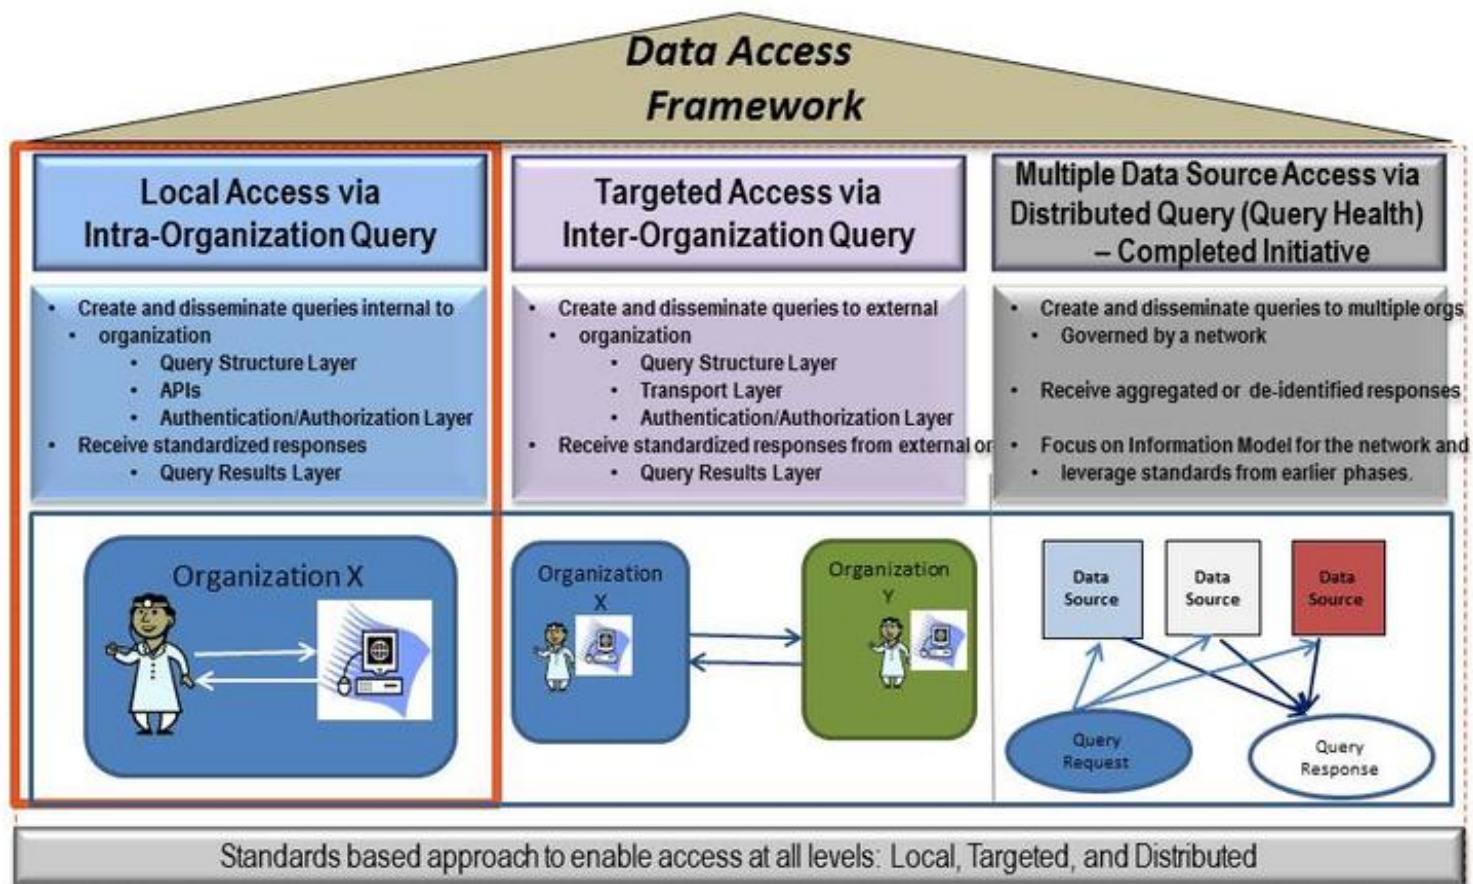 Data Access
Framework
Local Access via
Intra-Organization Query
Targeted Access via
Inter-Organization Query
Multiple Data Source Access via
Distributed Query (Query Health)
– Completed Initiative
• Create and disseminate queries internal to
• organization
• Query Structure Layer
• APIs
• Authentication/Authorization Layer
• Receive standardized responses
• Query Results Layer
• Create and disseminate queries to external
• organization
• Query Structure Layer
• Transport Layer
• Authentication/Authorization Layer
• Receive standardized responses from external or
• Query Results Layer
• Create and disseminate queries to multiple orgs
• Governed by a network
• Receive aggregated or de-identified responses
• Focus on Information Model for the network and
• leverage standards from earlier phases.
Organization X
Organization
X
Organization
Y
Data
Source
Data
Source
Data
Source
Query
Request
Query
Response
Standards based approach to enable access at all levels: Local, Targeted, and Distributed